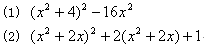 (1) (x² + 4)² − 16x²
(2) (x² + 2x)² + 2(x² + 2x) + 1